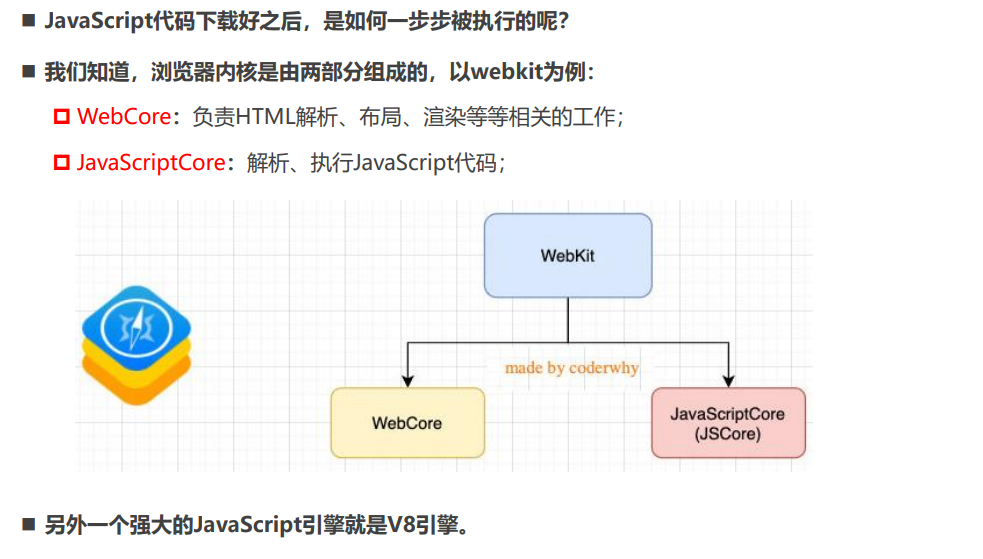 JavaScript代码下载好之后，是如何一步步被执行的呢？
我们知道，浏览器内核是由两部分组成的，以webkit为例：
WebCore：负责HTML解析、布局、渲染等等相关的工作；
JavaScriptCore：解析、执行JavaScript代码；
WebKit
made by coderwhy
WebCore
JavaScriptCore
(JSCore)
另外一个强大的JavaScript引擎就是V8引擎。